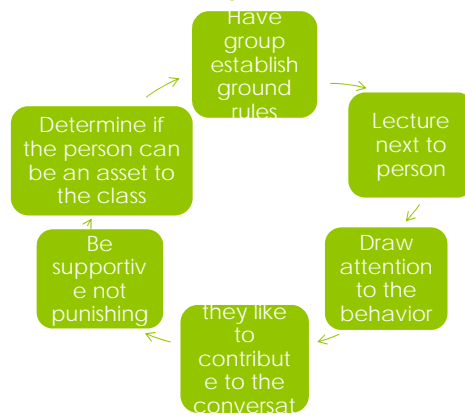 Have
group
establish
ground
rules
Lecture
next to
person
Draw
attention
to the
behavior
they like
to
contribut
e to the
conversat
Be
supportiv
e not
punishing
Determine if
the person can
be an asset to
the class